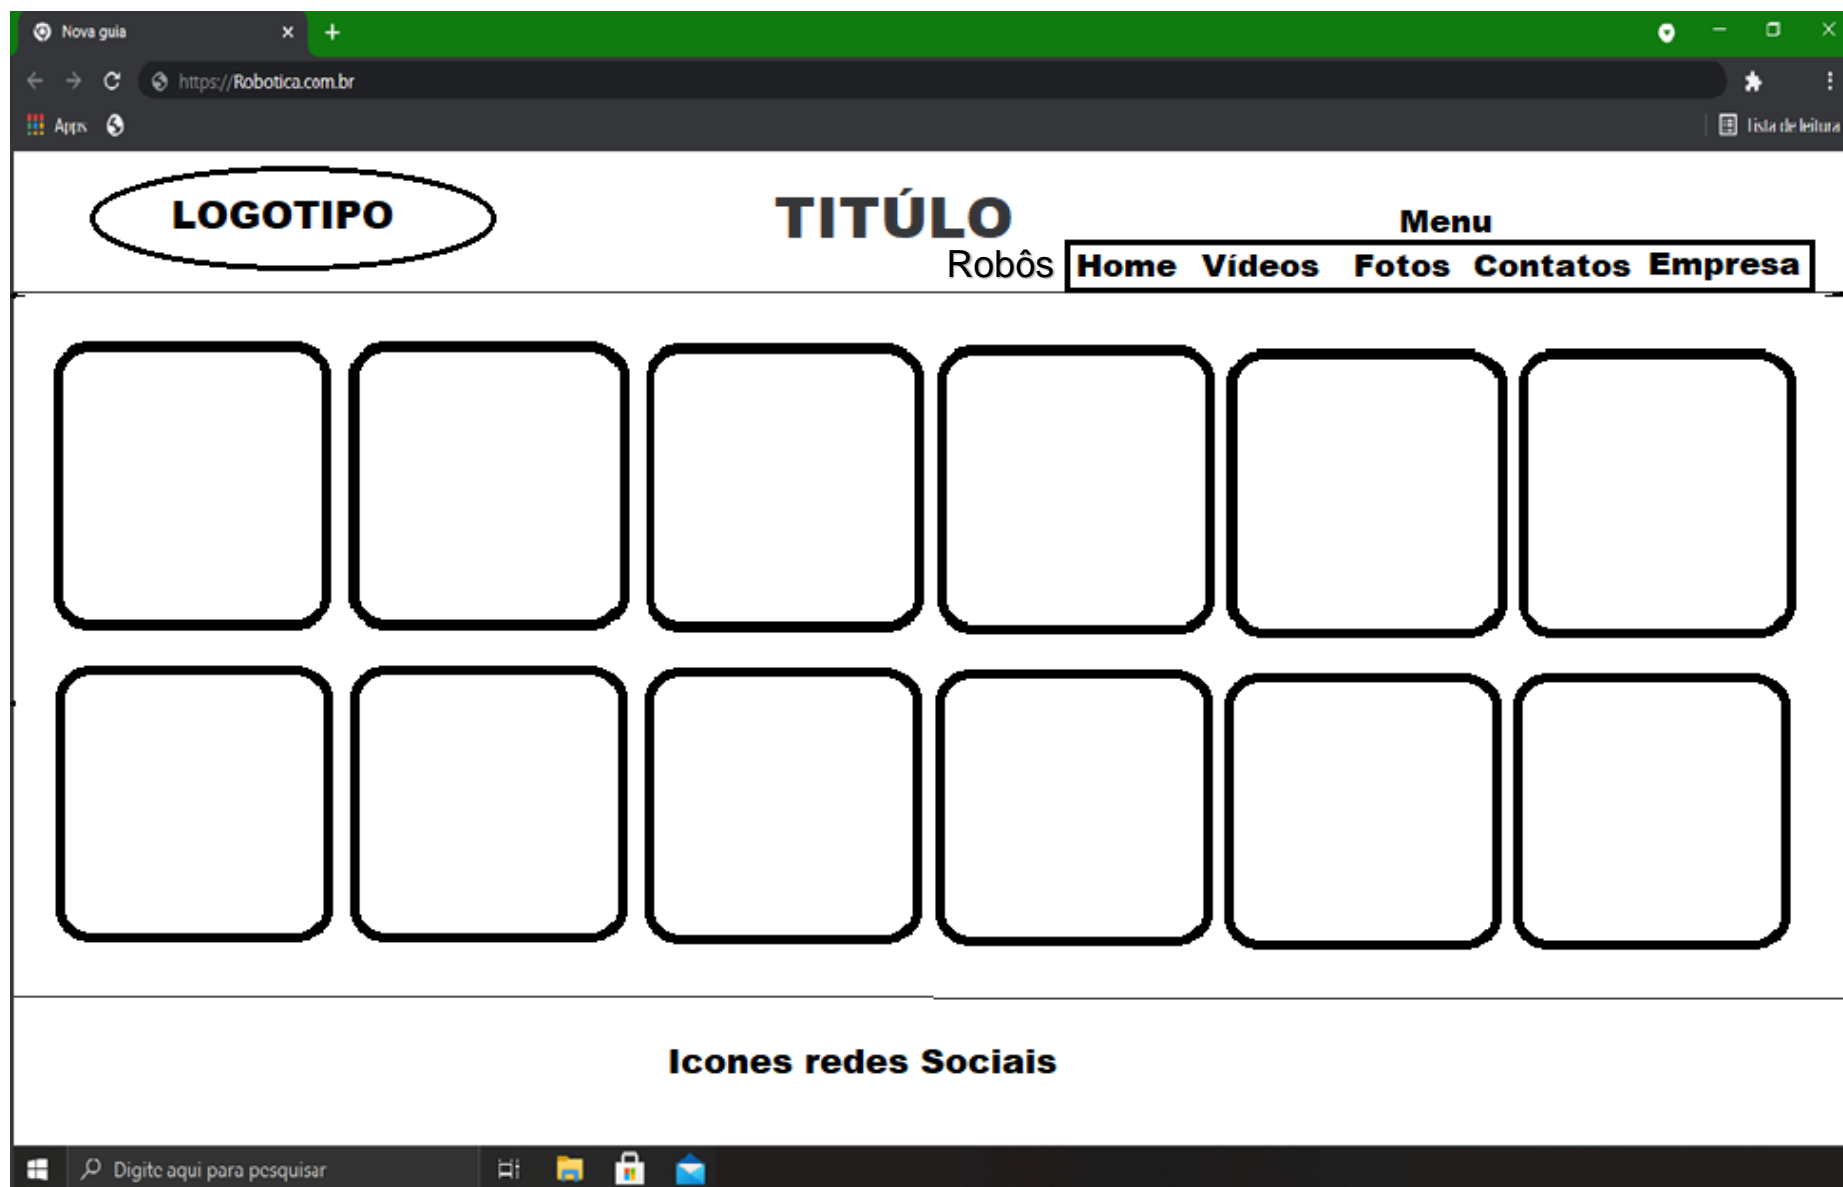 Nova guia
https://Robotica.com.br
Apps
Lista de leitura
LOGOTIPO
TITÚLO
Menu
Robôs Home Vídeos Fotos Contatos Empresa
Icones redes Sociais
Digite aqui para pesquisar